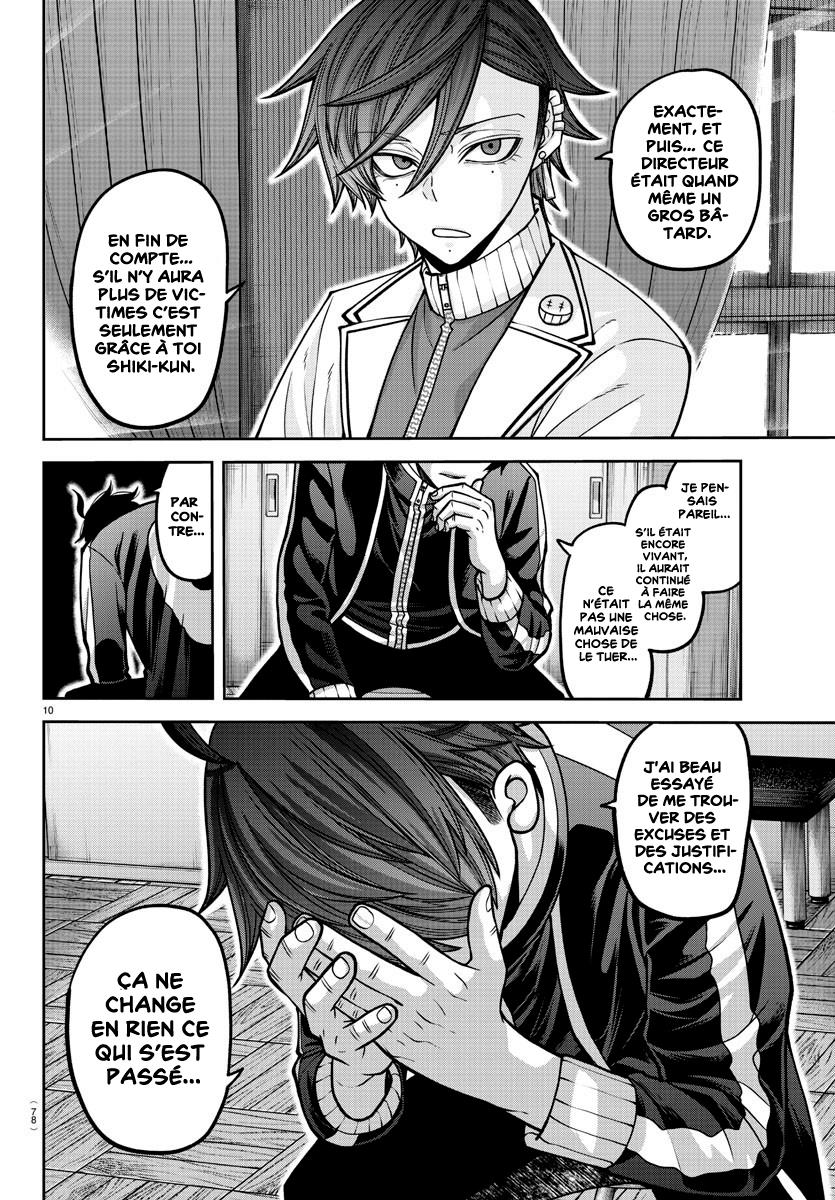 EXACTE-
MENT, ET
PUIS... CE
DIRECTEUR
ÉTAIT QUAND
MÊME UN
GROS BÂ-
TARD.
EN FIN DE
COMPTE...
S'IL N'Y AURA
PLUS DE VIC-
TIMES C'EST
SEULEMENT
GRÂCE À TOI
SHIKI-KUN.
JE PEN-
SAIS
PAREIL...
S'IL ÉTAIT
ENCORE
VIVANT,
IL AURAIT
CONTINUÉ
À FAIRE
LA MÊME
CHOSE.
CE
N'ÉTAIT
PAS UNE
MAUVAISE
CHOSE DE
LE TUER...
PAR
CON-
TRE...
10
J'AI BEAU
ESSAYÉ
DE ME TROU-
VER DES
EXCUSES ET
DES JUSTIFI-
CATIONS...
ÇA NE
CHANGE
EN RIEN CE
QUI S'EST
PASSÉ...
(78)